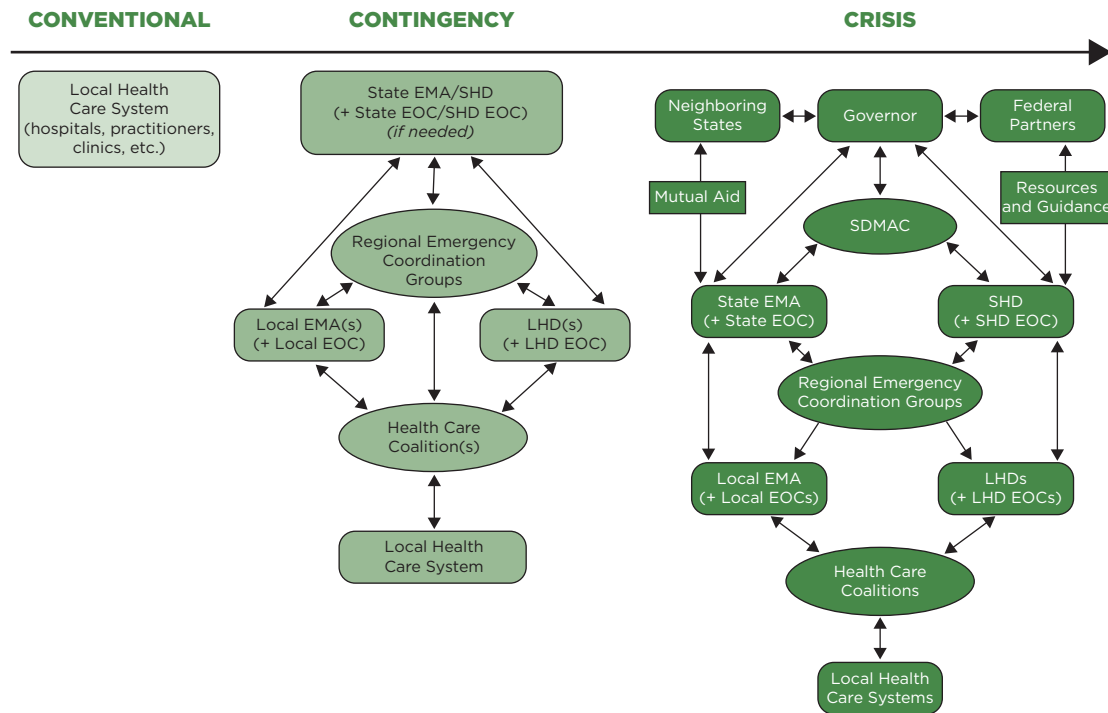 CONVENTIONAL
CONTINGENCY
CRISIS
Local Health
Care System
(hospitals, practitioners,
clinics, etc.)
State EMA/SHD
(+ State EOC/SHD EOC)
(if needed)
Regional Emergency
Coordination
Groups
Local EMA(s)
(+ Local EOC)
LHD(s)
(+ LHD EOC)
Health Care
Coalition(s)
Local Health
Care System
Neighboring
States
Governor
Federal
Partners
Mutual Aid
Resources
and Guidance
SDMAC
State EMA
(+ State EOC)
SHD
(+ SHD EOC)
Regional Emergency
Coordination Groups
Local EMA
(+ Local EOCs)
LHDs
(+ LHD EOCs)
Health Care
Coalitions
Local Health
Care Systems